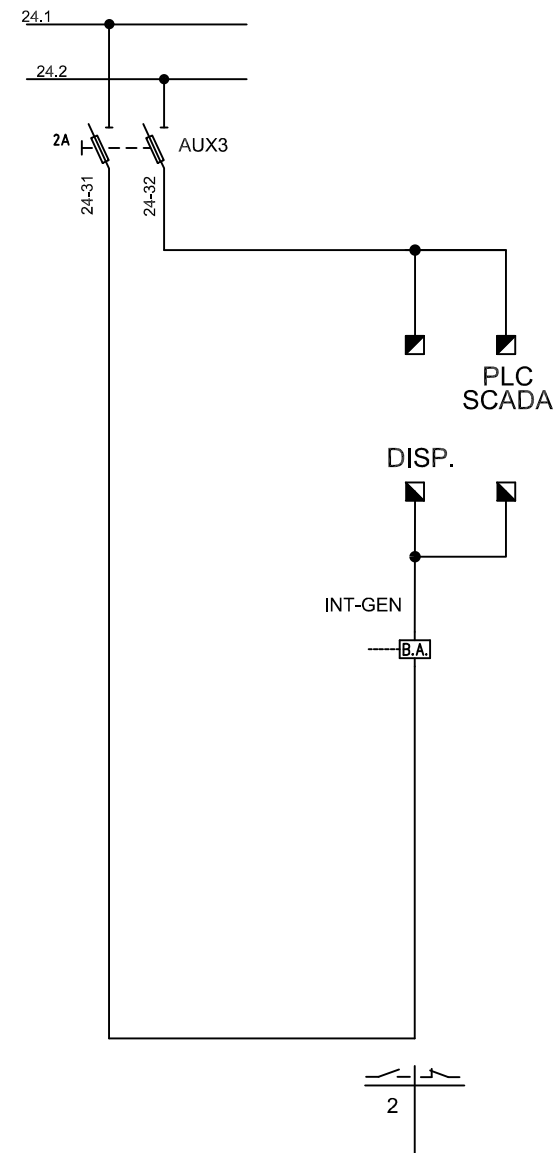 24.1
24.2
2A
AUX3
24-31
24-32
PLC
SCADA
DISP.
INT-GEN
B.A.
2